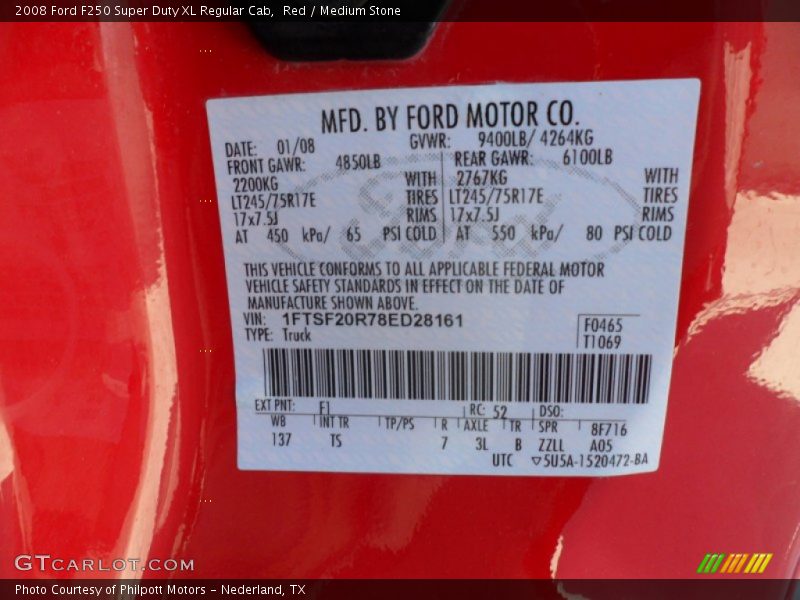 2008 Ford F250 Super Duty XL Regular Cab, Red / Medium Stone
MFD. BY FORD MOTOR CO.
DATE: 01/08 GVWR: 9400LB/ 4264KG
FRONT GAWR: 4850LB REAR GAWR: 6100LB
2200KG WITH 2767KG WITH
LT245/75R17E TIRES LT245/75R17E TIRES
17x7.5J RIMS 17x7.5J RIMS
AT 450 kPa/ 65 PSI COLD AT 550 kPa/ 80 PSI COLD
THIS VEHICLE CONFORMS TO ALL APPLICABLE FEDERAL MOTOR
VEHICLE SAFETY STANDARDS IN EFFECT ON THE DATE OF
MANUFACTURE SHOWN ABOVE.
VIN: 1FTSF20R78ED28161
TYPE: Truck
F0465
T1069
EXT PNT: F1 RC: 52 DSO:
WB INT TR TP/PS R AXLE TR SPR 8F716
137 TS 7 3L B ZZLL A05
UTC ▽5U5A-1520472-BA
GTCARLOT.COM
Photo Courtesy of Philpott Motors - Nederland, TX